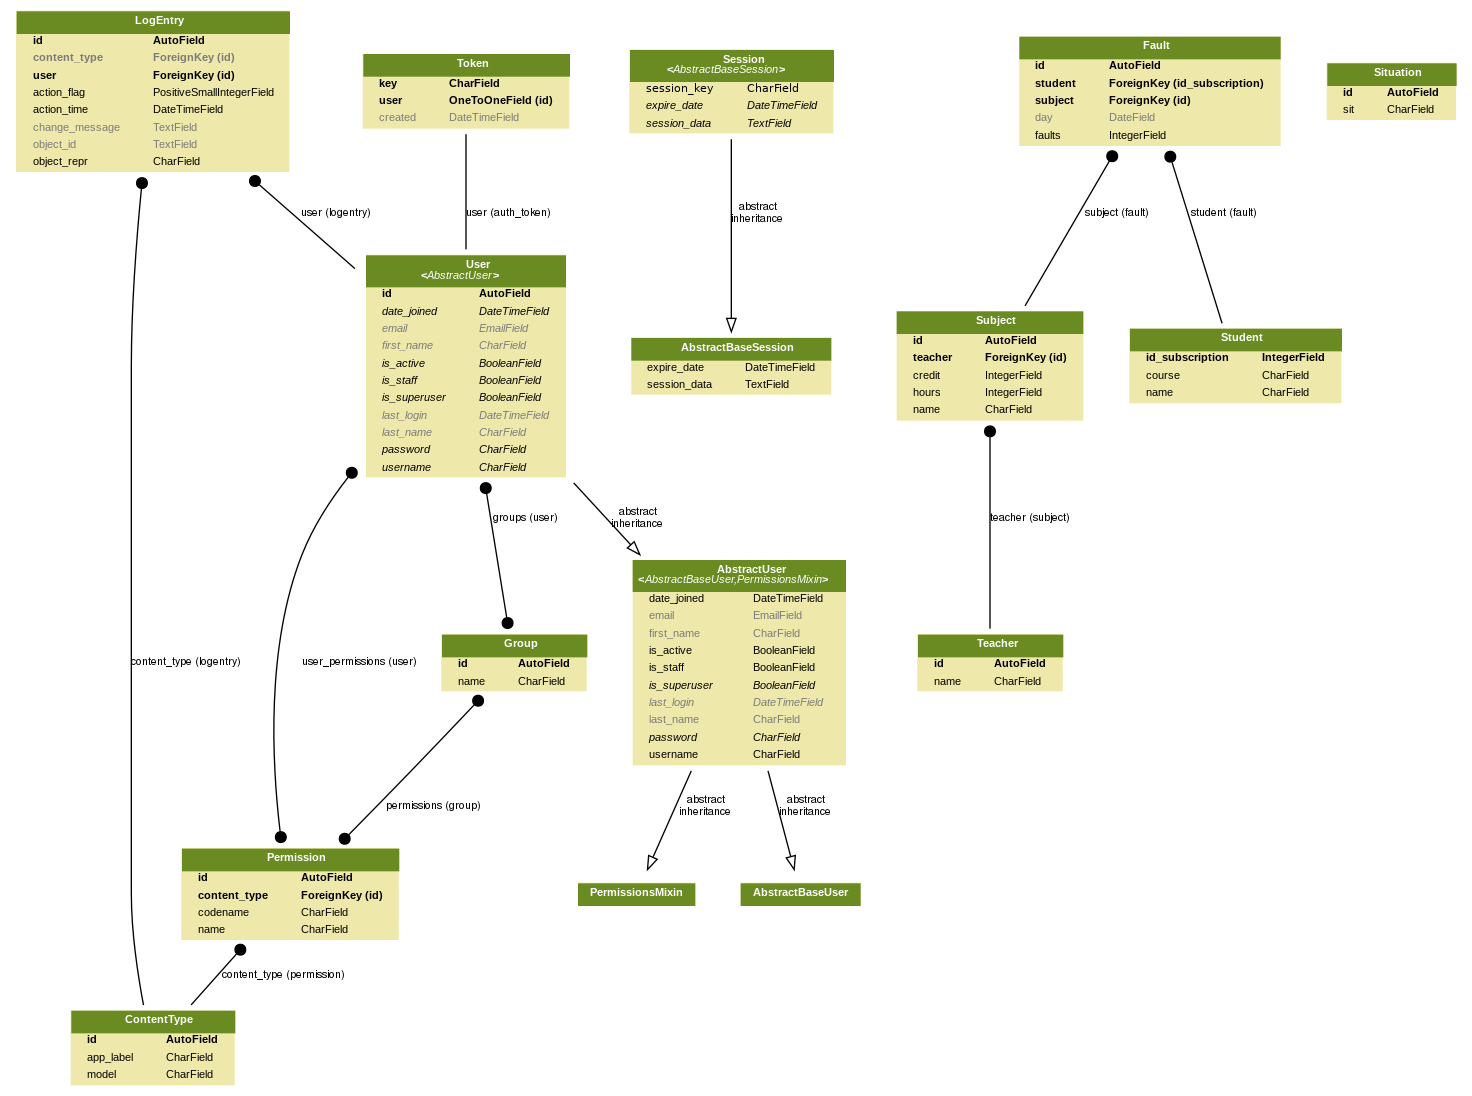 LogEntry
id AutoField
content_type ForeignKey (id)
user ForeignKey (id)
action_flag PositiveSmallIntegerField
action_time DateTimeField
change_message TextField
object_id TextField
object_repr CharField
Token
key CharField
user OneToOneField (id)
created DateTimeField
Session
<AbstractBaseSession>
session_key CharField
expire_date DateTimeField
session_data TextField
Fault
id AutoField
student ForeignKey (id_subscription)
subject ForeignKey (id)
day DateField
faults IntegerField
Situation
id AutoField
sit CharField
user (logentry)
user (auth_token)
abstract
inheritance
subject (fault)
student (fault)
User
<AbstractUser>
id AutoField
date_joined DateTimeField
email EmailField
first_name CharField
is_active BooleanField
is_staff BooleanField
is_superuser BooleanField
last_login DateTimeField
last_name CharField
password CharField
username CharField
AbstractBaseSession
expire_date DateTimeField
session_data TextField
Subject
id AutoField
teacher ForeignKey (id)
credit IntegerField
hours IntegerField
name CharField
Student
id_subscription IntegerField
course CharField
name CharField
groups (user)
abstract
inheritance
teacher (subject)
AbstractUser
<AbstractBaseUser,PermissionsMixin>
date_joined DateTimeField
email EmailField
first_name CharField
is_active BooleanField
is_staff BooleanField
is_superuser BooleanField
last_login DateTimeField
last_name CharField
password CharField
username CharField
content_type (logentry)
user_permissions (user)
Group
id AutoField
name CharField
Teacher
id AutoField
name CharField
permissions (group)
abstract
inheritance
abstract
inheritance
Permission
id AutoField
content_type ForeignKey (id)
codename CharField
name CharField
PermissionsMixin
AbstractBaseUser
content_type (permission)
ContentType
id AutoField
app_label CharField
model CharField